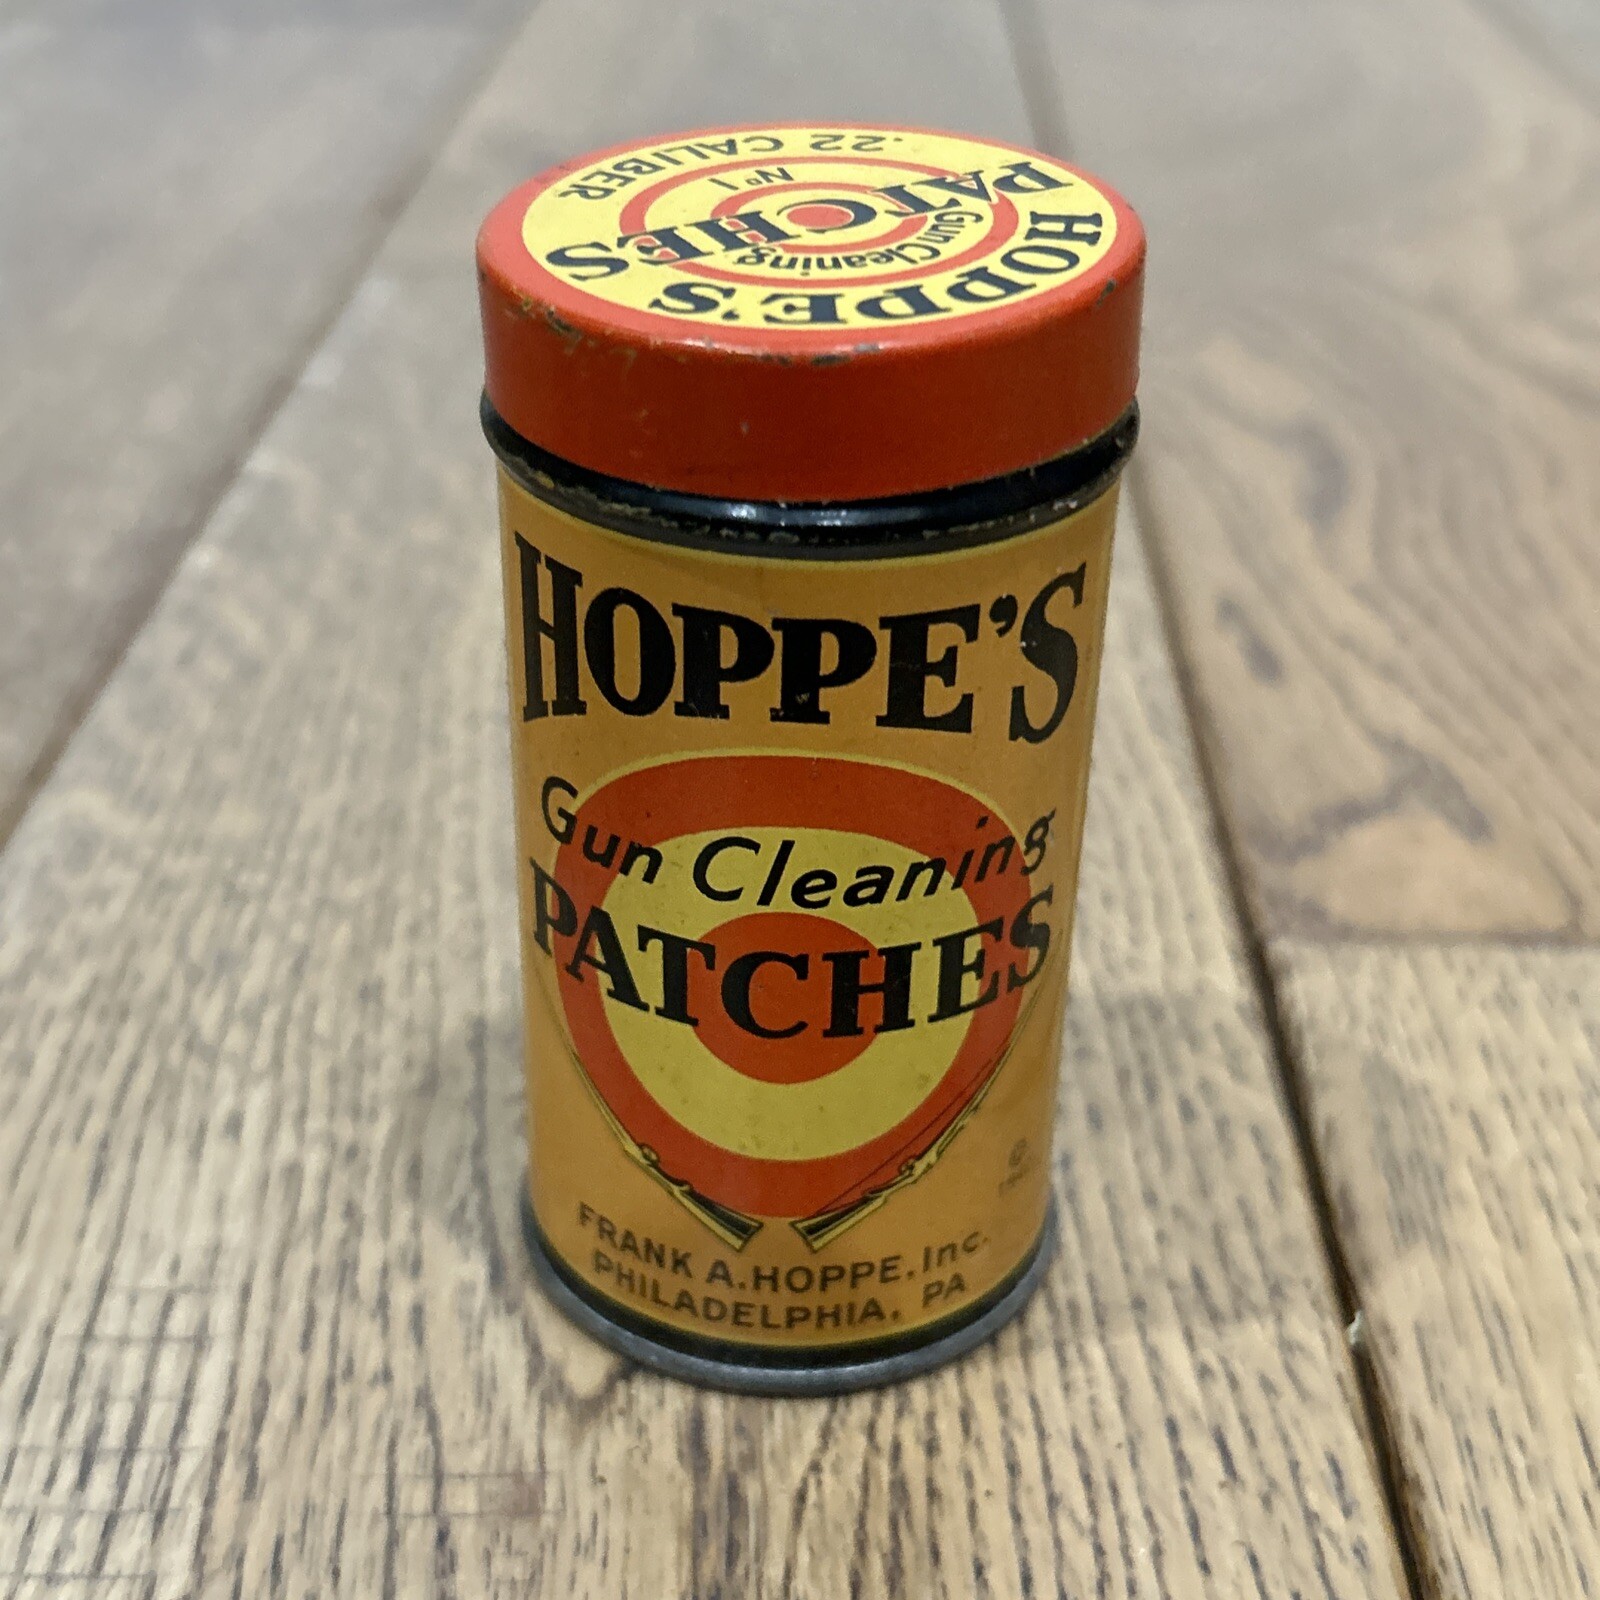 HOPPE'S
Gun Cleaning
PATCHES
Nº 1
.22 CALIBER
HOPPE'S
Gun Cleaning
PATCHES
©
FRANK A. HOPPE, Inc.
PHILADELPHIA, PA